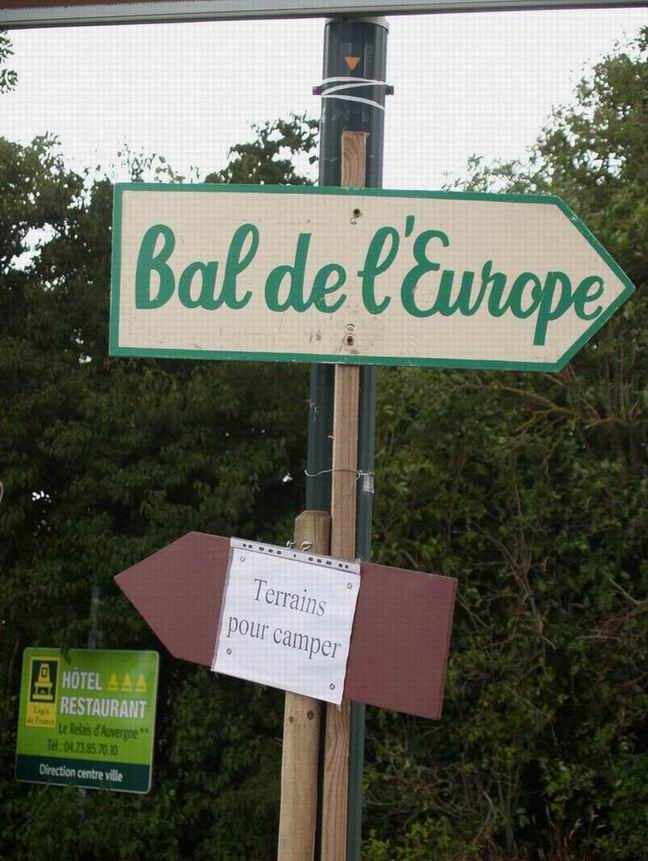 Bal de l'Europe
Terrains
pour camper
HÔTEL
RESTAURANT
Logis
de France
Le Relais d'Auvergne**
Tél : 04.73.85.70.10
Direction centre ville